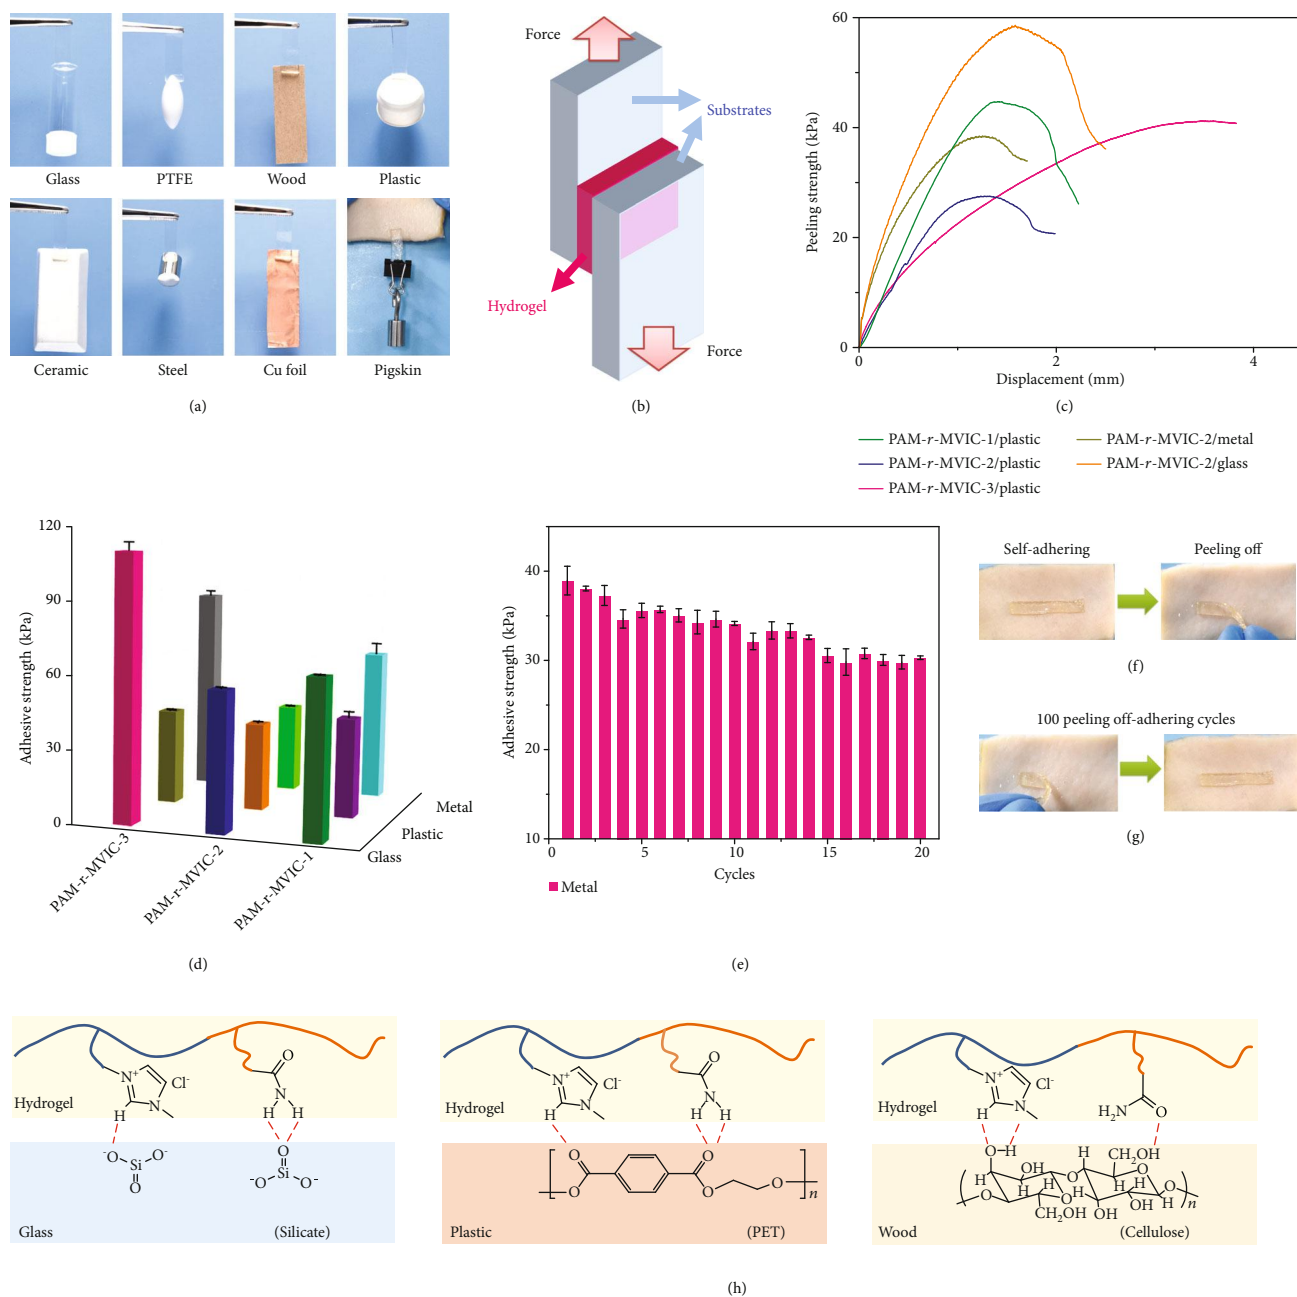 Glass
PTFE
Wood
Plastic
Ceramic
Steel
Cu foil
Pigskin
(a)
Force
Substrates
Hydrogel
Force
(b)
Peeling strength (kPa)
60
40
20
0
0
2
4
Displacement (mm)
(c)
PAM-r-MVIC-1/plastic
PAM-r-MVIC-2/plastic
PAM-r-MVIC-3/plastic
PAM-r-MVIC-2/metal
PAM-r-MVIC-2/glass
Adhesive strength (kPa)
120
90
60
30
0
PAM-r-MVIC-3
PAM-r-MVIC-2
PAM-r-MVIC-1
Metal
Plastic
Glass
(d)
Adhesive strength (kPa)
40
30
20
10
5
10
15
20
Cycles
Metal
(e)
Self-adhering
Peeling off
(f)
100 peeling off-adhering cycles
(g)
Hydrogel
H
N+
N
Cl-
O
N
H H
-O
O-
Si
O
O
Si
-O
O-
Glass
(Silicate)
Hydrogel
H
N+
N
Cl-
O
N
H H
O
O
O
O
O
n
Plastic
(PET)
Hydrogel
H
N+
N
Cl-
H2N
O
O-H
H
CH2OH
OH
H
H
H
O
CH2OH
O
O
H
H
OH
OH
H
H
O
H
O
n
Wood
(Cellulose)
(h)